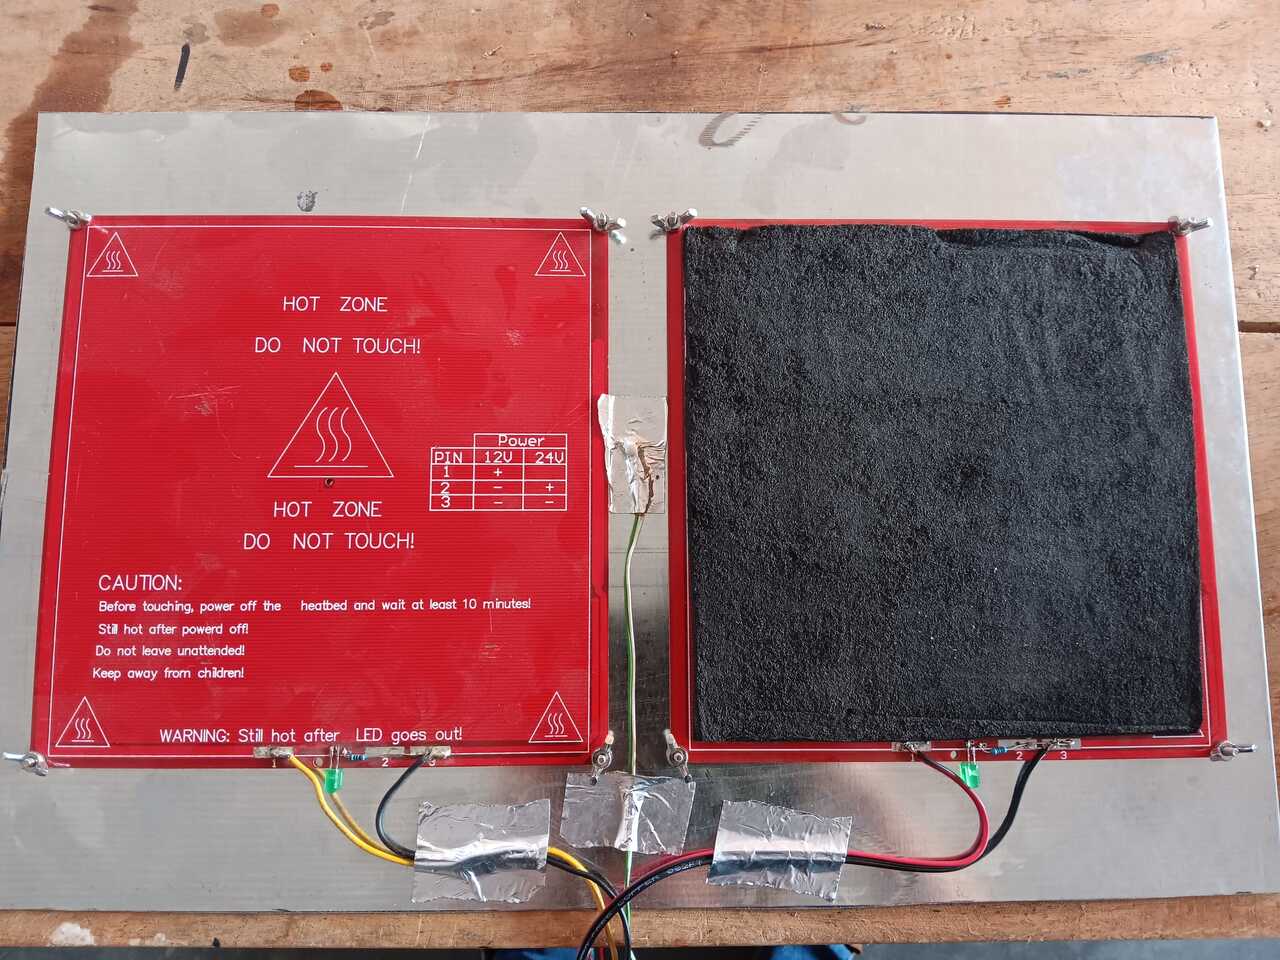 HOT ZONE
DO NOT TOUCH!
Power
PIN 12V 24V
1 +
2 - +
3 - -
HOT ZONE
DO NOT TOUCH!
CAUTION:
Before touching, power off the heatbed and wait at least 10 minutes!
Still hot after powerd off!
Do not leave unattended!
Keep away from children!
WARNING: Still hot after LED goes out!
1 2 3
2 3
COPPER